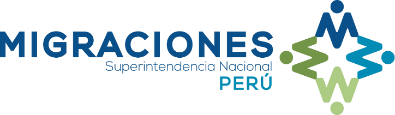 MIGRACIONES
Superintendencia Nacional
PERÚ